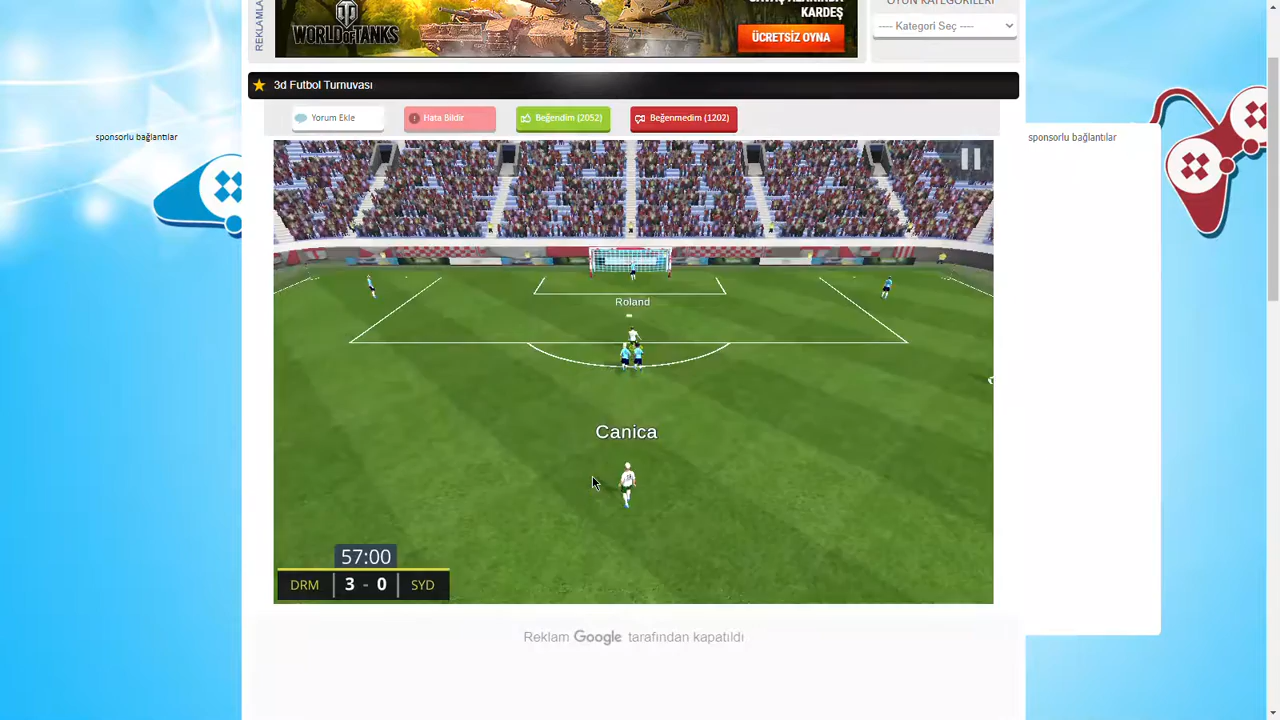 KARDEŞ
ÜCRETSİZ OYNA
WORLD OF TANKS
REKLAMLA
---- Kategori Seç ----
3d Futbol Turnuvası
Yorum Ekle
Hata Bildir
Beğendim (2052)
Beğenmedim (1202)
sponsorlu bağlantılar
sponsorlu bağlantılar
Roland
Canica
57:00
DRM 3 - 0 SYD
Reklam Google tarafından kapatıldı